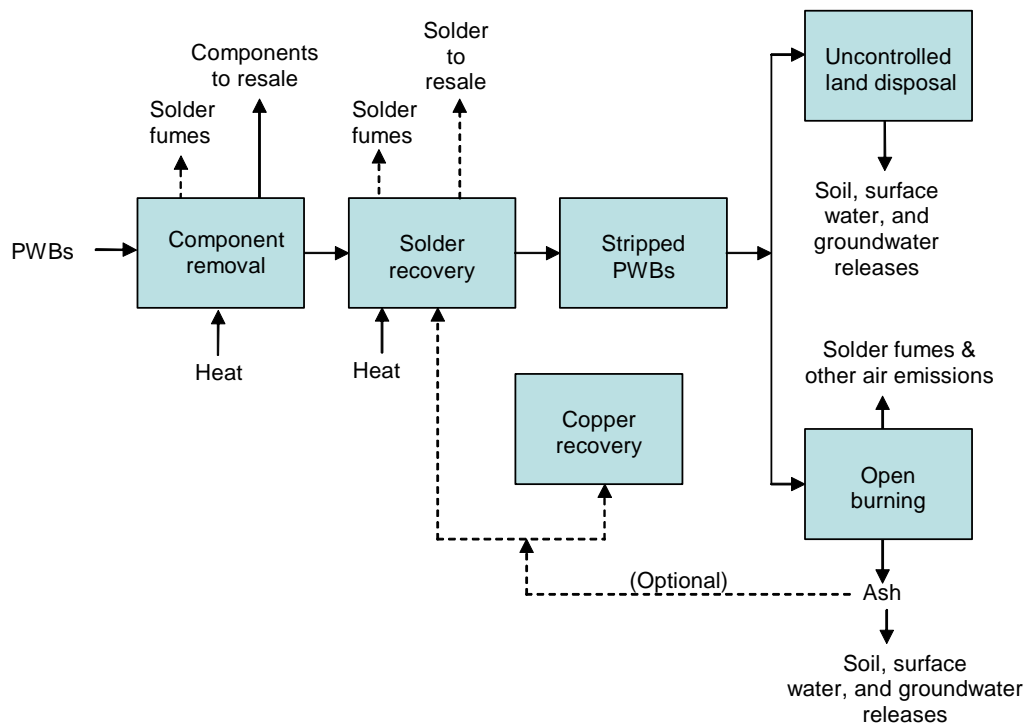 Components
to resale
Solder
to
resale
Uncontrolled
land disposal
Solder
fumes
Solder
fumes
Soil, surface
water, and
groundwater
releases
PWBs
Component
removal
Solder
recovery
Stripped
PWBs
Heat
Heat
Solder fumes &
other air emissions
Copper
recovery
Open
burning
(Optional)
Ash
Soil, surface
water, and groundwater
releases